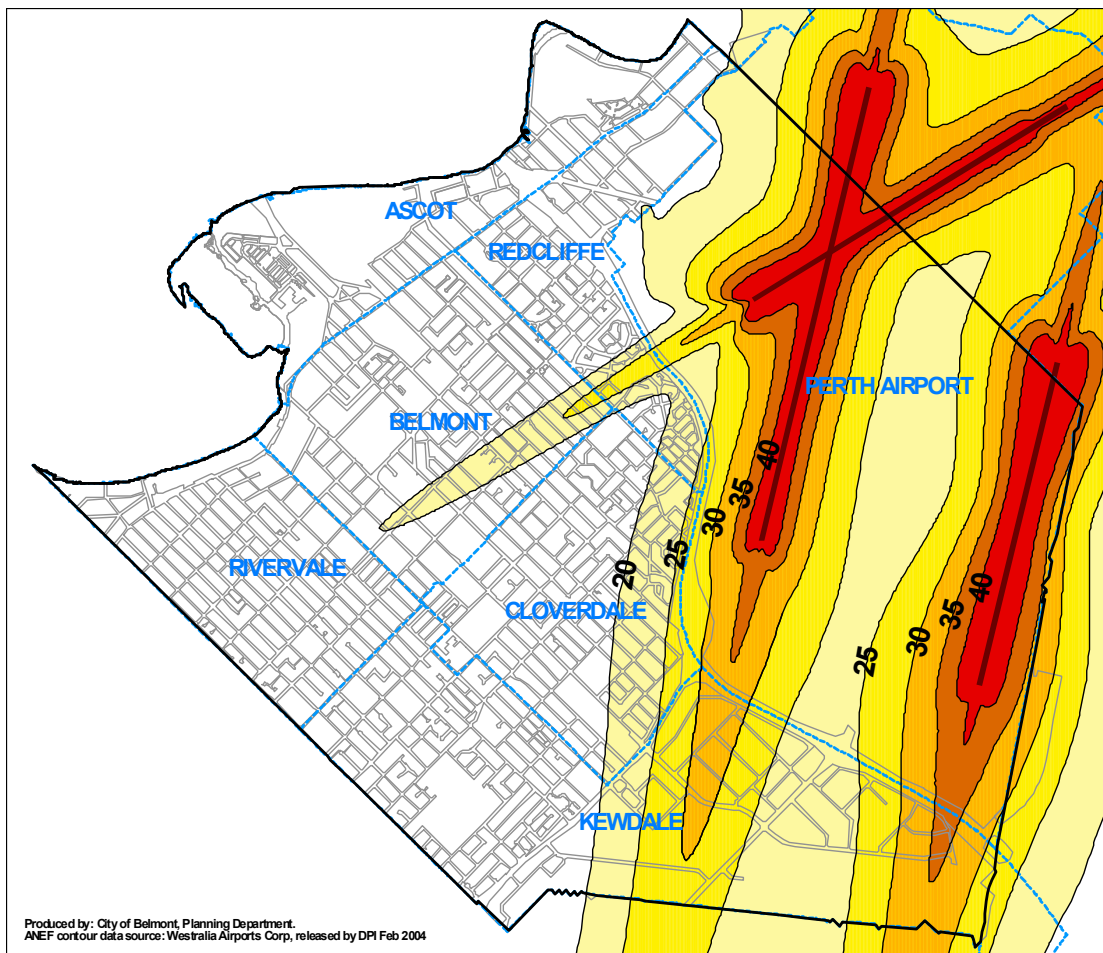 ASCOT
REDCLIFFE
PERTH AIRPORT
BELMONT
40
35
30
25
20
RIVERVALE
CLOVERDALE
40
35
30
25
KEWDALE
Produced by: City of Belmont, Planning Department.
ANEF contour data source: Westralia Airports Corp, released by DPI Feb 2004